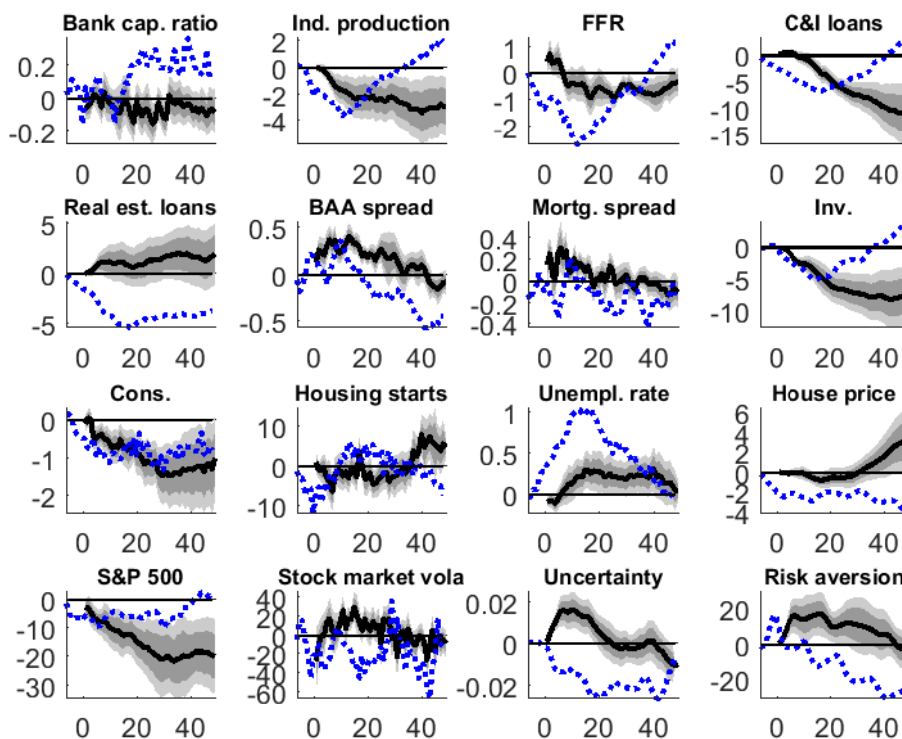 Bank cap. ratio
0.2
0
-0.2
0 20 40
Ind. production
2
0
-2
-4
0 20 40
FFR
1
0
-1
-2
0 20 40
C&I loans
0
-5
-10
-15
0 20 40
Real est. loans
5
0
-5
0 20 40
BAA spread
0.5
0
-0.5
0 20 40
Mortg. spread
0.4
0.2
0
-0.2
-0.4
0 20 40
Inv.
0
-5
-10
0 20 40
Cons.
0
-1
-2
0 20 40
Housing starts
10
0
-10
0 20 40
Unempl. rate
1
0.5
0
0 20 40
House price
6
4
2
0
-2
-4
0 20 40
S&P 500
0
-10
-20
-30
0 20 40
Stock market vola
40
20
0
-20
-40
-60
0 20 40
Uncertainty
0.02
0
-0.02
0 20 40
Risk aversion
20
0
-20
0 20 40